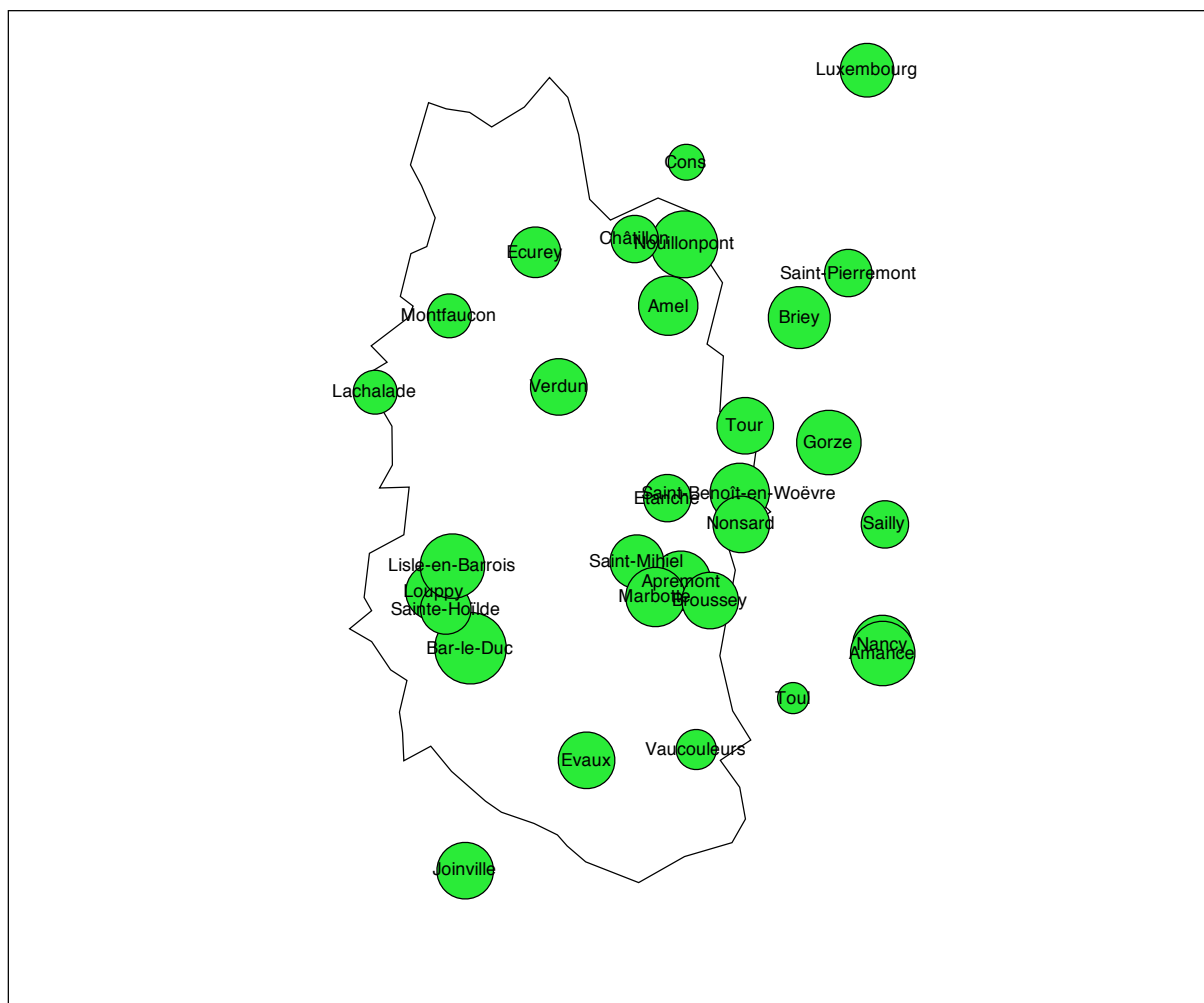 Luxembourg
Cons
Châtillon
Nouillonpont
Ecurey
Saint-Pierremont
Amel
Montfaucon
Briey
Verdun
Lachalade
Tour
Gorze
Saint-Benoît-en-Woëvre
Etanche
Nonsard
Sailly
Saint-Mihiel
Lisle-en-Barrois
Apremont
Louppy
Marbotte
Broussey
Sainte-Hoïlde
Nancy
Bar-le-Duc
Amance
Toul
Vaucouleurs
Evaux
Joinville